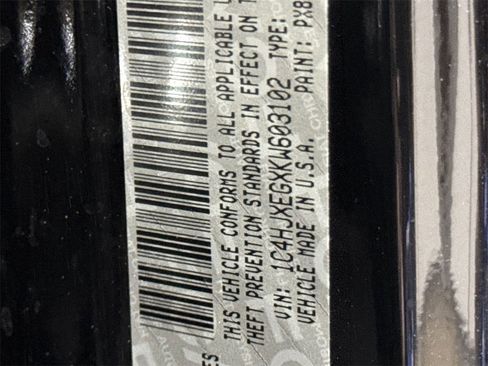 ES
THIS VEHICLE CONFORMS TO ALL APPLICABLE
THEFT PREVENTION STANDARDS IN EFFECT ON T
VIN: 1C4HJXEGXKW603102 TYPE:
VEHICLE MADE IN U.S.A. PAINT: PX8